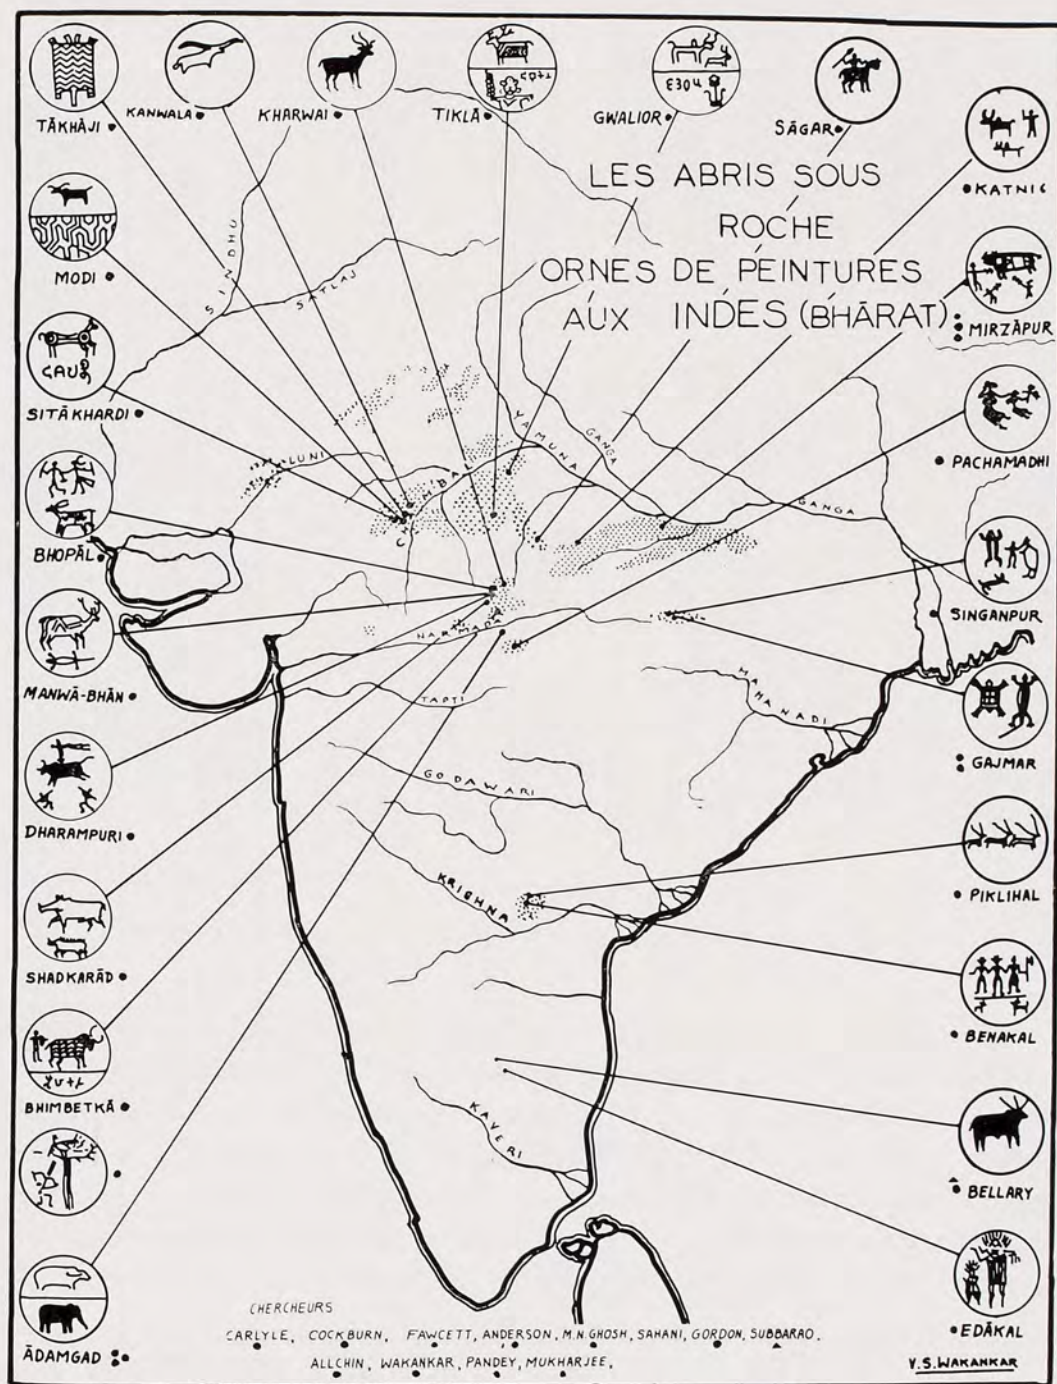 TĀKHĀJI
KANWALA
KHARWAI
TIKLĀ
GWALIOR
SĀGAR
KATNIC
LES ABRIS SOUS
ROCHE
ORNES DE PEINTURES
AUX INDES (BHĀRAT)
MODI
MIRZĀPUR
SINDHU
SATLAJ
SITĀKHARDI
PACHAMADHI
LUNI
YAMUNA
GANGA
GANGA
BHOPĀL
NARMADA
SINGANPUR
MANWĀ-BHĀN
TAPTI
MAHANADI
GAJMAR
GODAWARI
DHARAMPURI
KRISHNA
PIKLIHAL
SHADKARĀD
BENAKAL
BHIMBETKĀ
KAVERI
BELLARY
EDĀKAL
ĀDAMGAD
CHERCHEURS
CARLYLE, COCKBURN, FAWCETT, ANDERSON, M.N.GHOSH, SAHANI, GORDON, SUBBARAO.
ALLCHIN, WAKANKAR, PANDEY, MUKHARJEE,
V.S.WAKANKAR